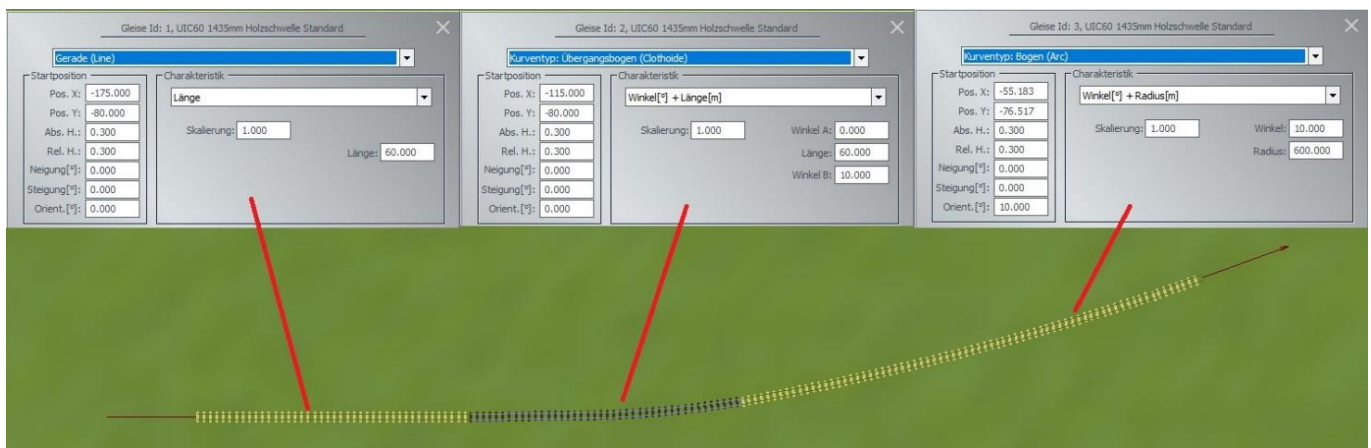 Gleise Id: 1, UIC60 1435mm Holzschwelle Standard
Gerade (Line)
Startposition
Pos. X: -175.000
Pos. Y: -80.000
Abs. H.: 0.300
Rel. H.: 0.300
Neigung[°]: 0.000
Steigung[°]: 0.000
Orient.[°]: 0.000
Charakteristik
Länge
Skalierung: 1.000
Länge: 60.000
Gleise Id: 2, UIC60 1435mm Holzschwelle Standard
Kurventyp: Übergangsbogen (Clothoide)
Startposition
Pos. X: -115.000
Pos. Y: -80.000
Abs. H.: 0.300
Rel. H.: 0.300
Neigung[°]: 0.000
Steigung[°]: 0.000
Orient.[°]: 0.000
Charakteristik
Winkel[°] + Länge[m]
Skalierung: 1.000 Winkel A: 0.000
Länge: 60.000
Winkel B: 10.000
Gleise Id: 3, UIC60 1435mm Holzschwelle Standard
Kurventyp: Bogen (Arc)
Startposition
Pos. X: -55.183
Pos. Y: -76.517
Abs. H.: 0.300
Rel. H.: 0.300
Neigung[°]: 0.000
Steigung[°]: 0.000
Orient.[°]: 10.000
Charakteristik
Winkel[°] + Radius[m]
Skalierung: 1.000 Winkel: 10.000
Radius: 600.000